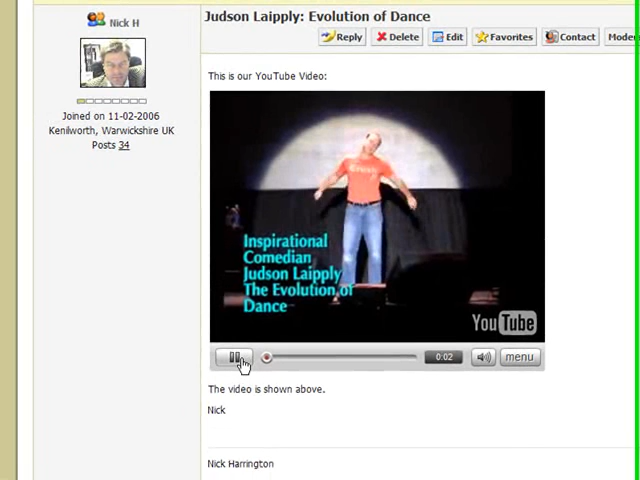 Nick H
Joined on 11-02-2006
Kenilworth, Warwickshire UK
Posts 34
Judson Laipply: Evolution of Dance
Reply Delete Edit Favorites Contact
This is our YouTube Video:
Inspirational
Comedian
Judson Laipply
The Evolution of
Dance
YouTube
0:02 menu
The video is shown above.
Nick
Nick Harrington